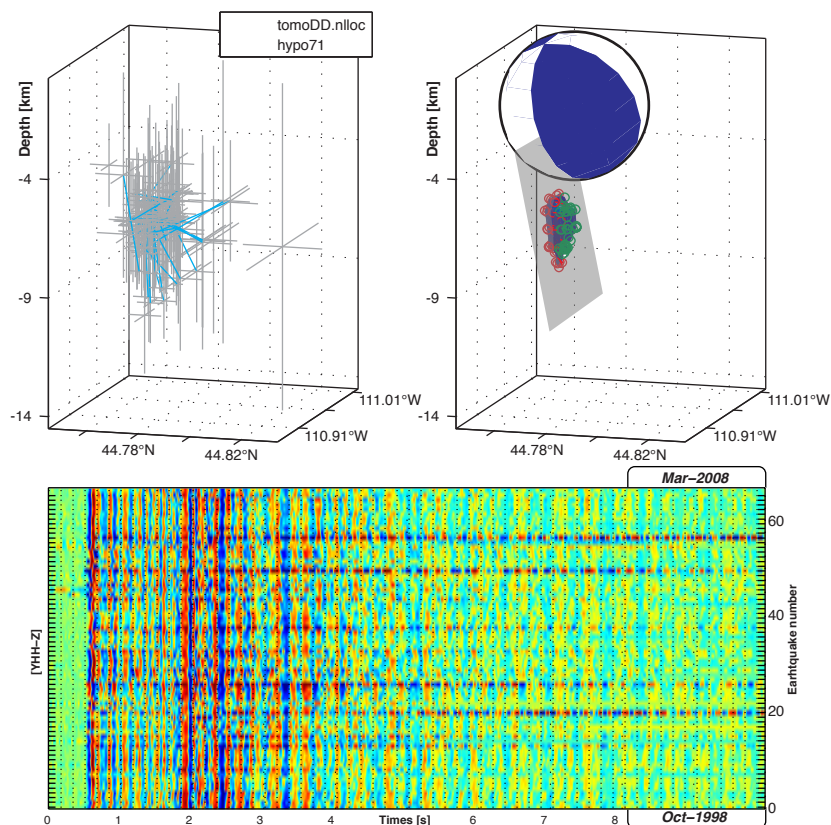 tomoDD.nlloc
hypo71
Depth [km]
-4
-9
-14
44.78°N
44.82°N
110.91°W
111.01°W
Depth [km]
-4
-9
-14
44.78°N
44.82°N
110.91°W
111.01°W
Mar–2008
[YHH–Z]
60
40
20
0
Earhtquake number
0
1
2
3
4
Times [s]
6
7
8
Oct–1998